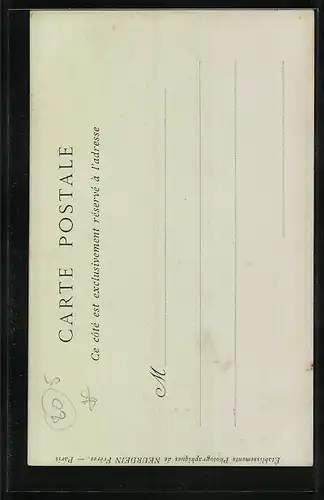 CARTE POSTALE
Ce côté est exclusivement réservé à l'adresse
M
Etablissements Photographiques de NEURDEIN Frères. — Paris